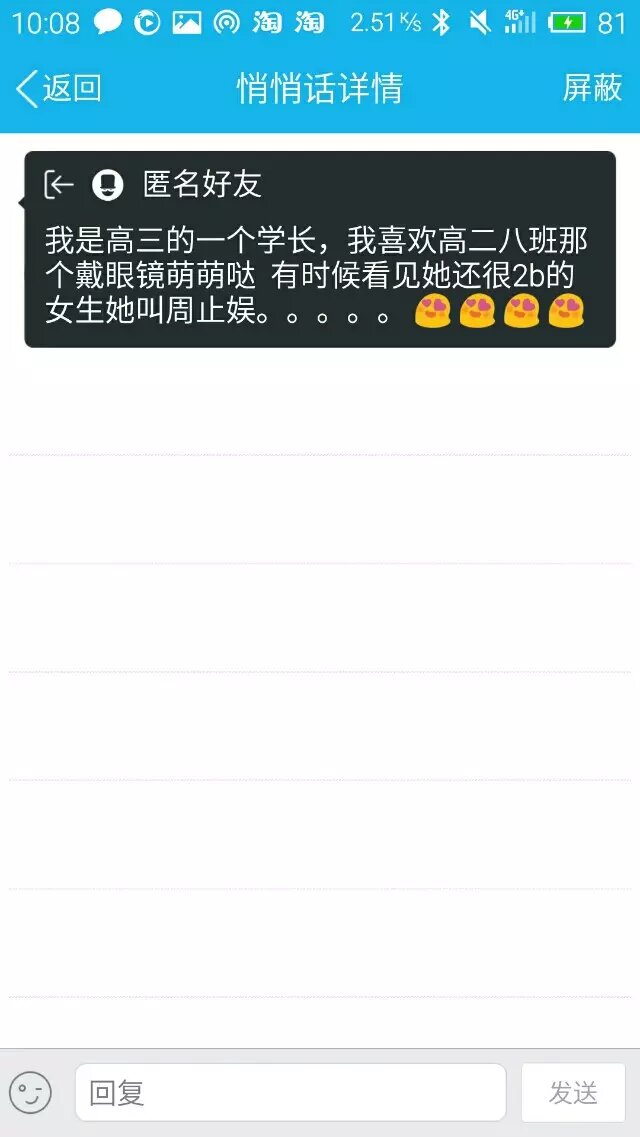 10:08 淘 淘 2.51K/s 4G+ 81
返回 悄悄话详情 屏蔽
匿名好友
我是高三的一个学长，我喜欢高二八班那
个戴眼镜萌萌哒 有时候看见她还很2b的
女生她叫周止娱。。。。。😍😍😍😍
回复 发送